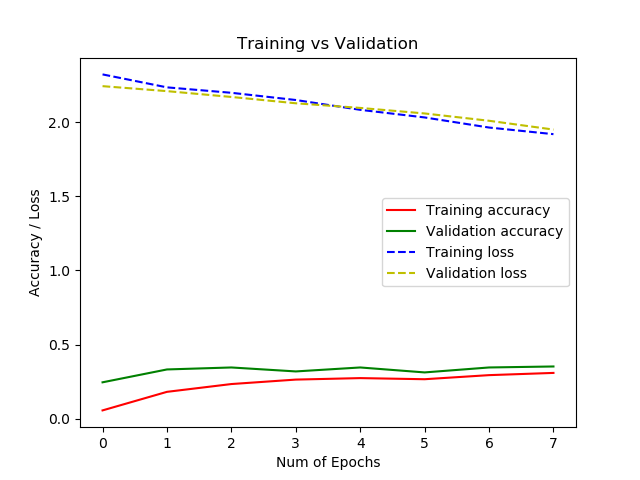 Training vs Validation
Accuracy / Loss
2.0
1.5
1.0
0.5
0.0
Training accuracy
Validation accuracy
Training loss
Validation loss
0 1 2 3 4 5 6 7
Num of Epochs